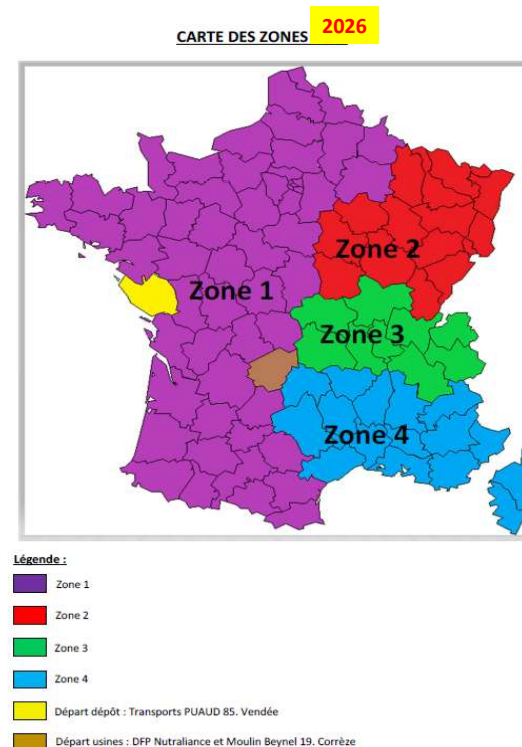 CARTE DES ZONES 2026
Zone 2
Zone 1
Zone 3
Zone 4
Légende :
Zone 1
Zone 2
Zone 3
Zone 4
Départ dépôt : Transports PUAUD 85. Vendée
Départ usines : DFP Nutraliance et Moulin Beynel 19. Corrèze